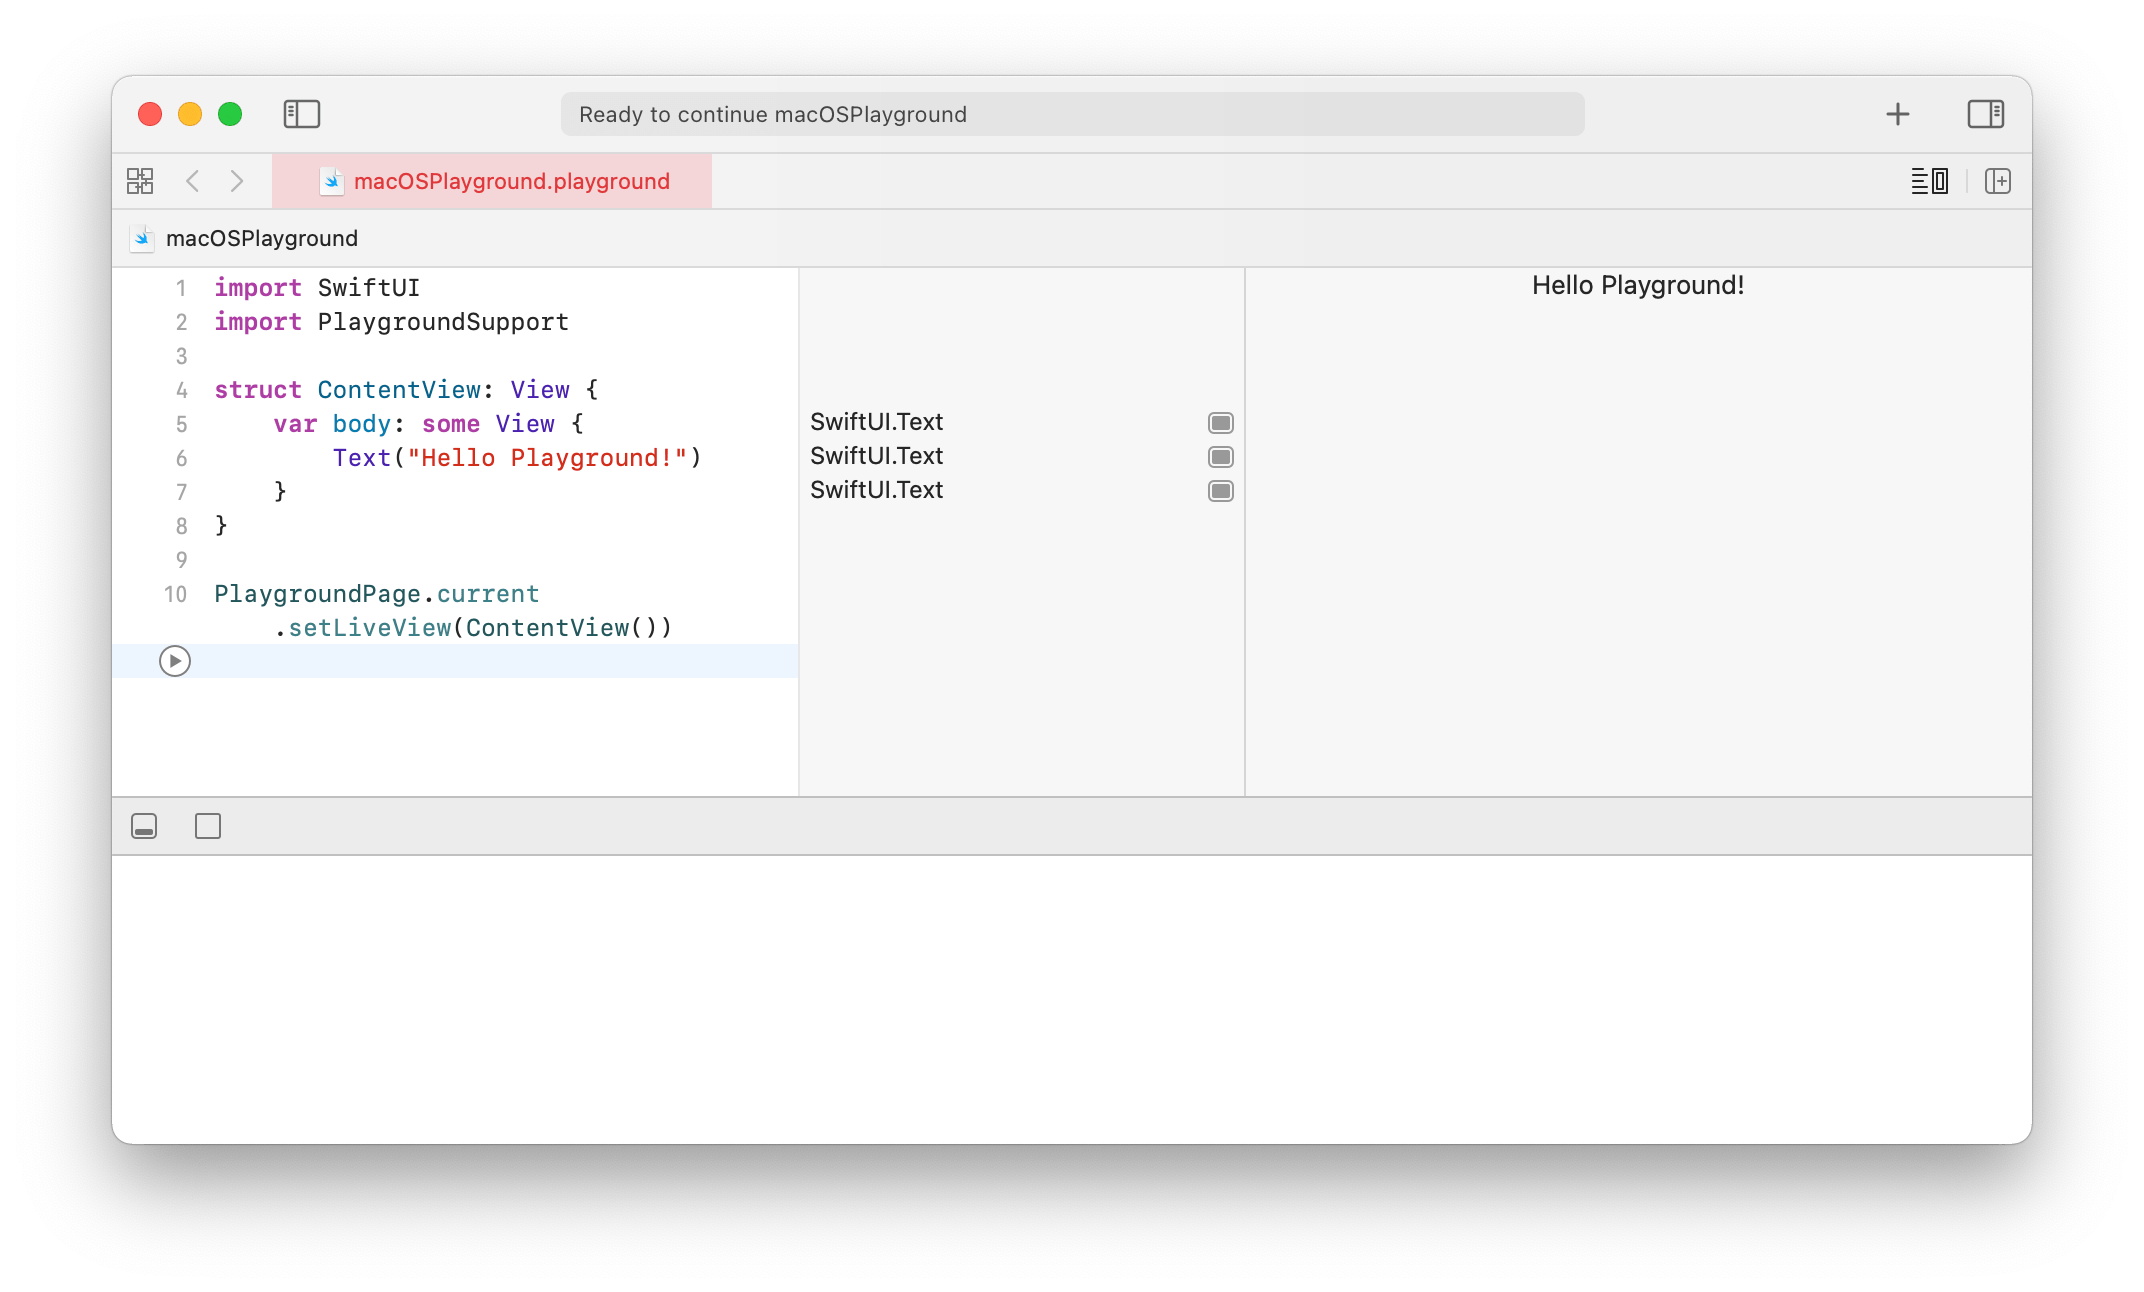 Ready to continue macOSPlayground
macOSPlayground.playground
macOSPlayground
1 import SwiftUI
2 import PlaygroundSupport
3
4 struct ContentView: View {
5     var body: some View {
6         Text("Hello Playground!")
7     }
8 }
9
10 PlaygroundPage.current
    .setLiveView(ContentView())
SwiftUI.Text
SwiftUI.Text
SwiftUI.Text
Hello Playground!